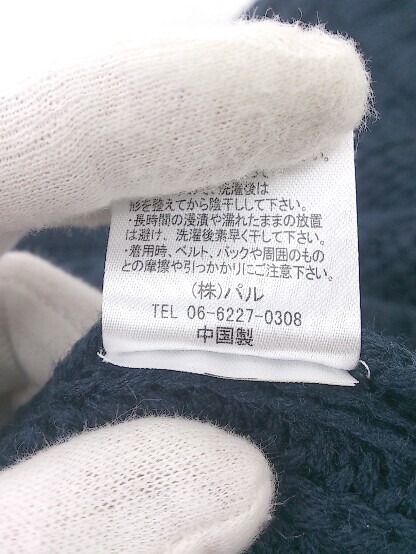 洗濯後は
形を整えてから陰干しして下さい。
・長時間の浸漬や濡れたままの放置
は避け、洗濯後素早く干して下さい。
・着用時、ベルト、バックや周囲のもの
との摩擦や引っかかりにご注意下さい。
(株)パル
TEL 06-6227-0308
中国製